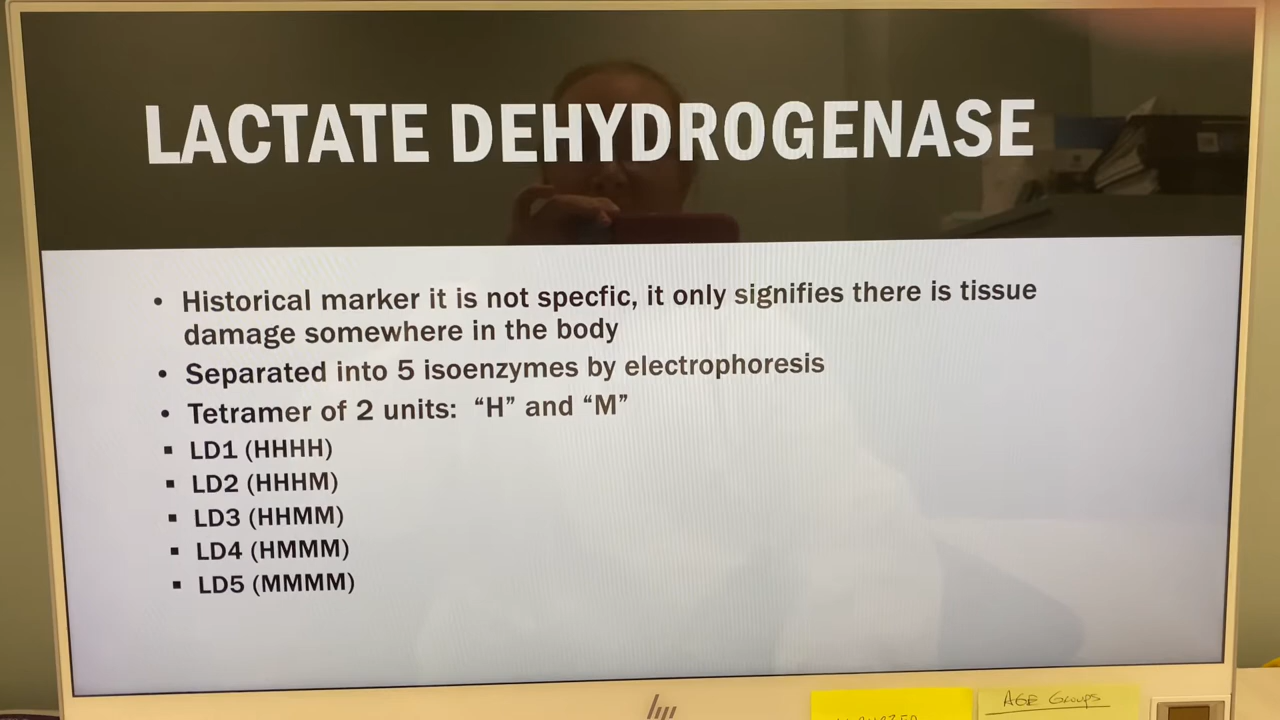 LACTATE DEHYDROGENASE
• Historical marker it is not specfic, it only signifies there is tissue
damage somewhere in the body
• Separated into 5 isoenzymes by electrophoresis
• Tetramer of 2 units: “H” and “M”
▪ LD1 (HHHH)
▪ LD2 (HHHM)
▪ LD3 (HHMM)
▪ LD4 (HMMM)
▪ LD5 (MMMM)
hp
AGE GROUPS